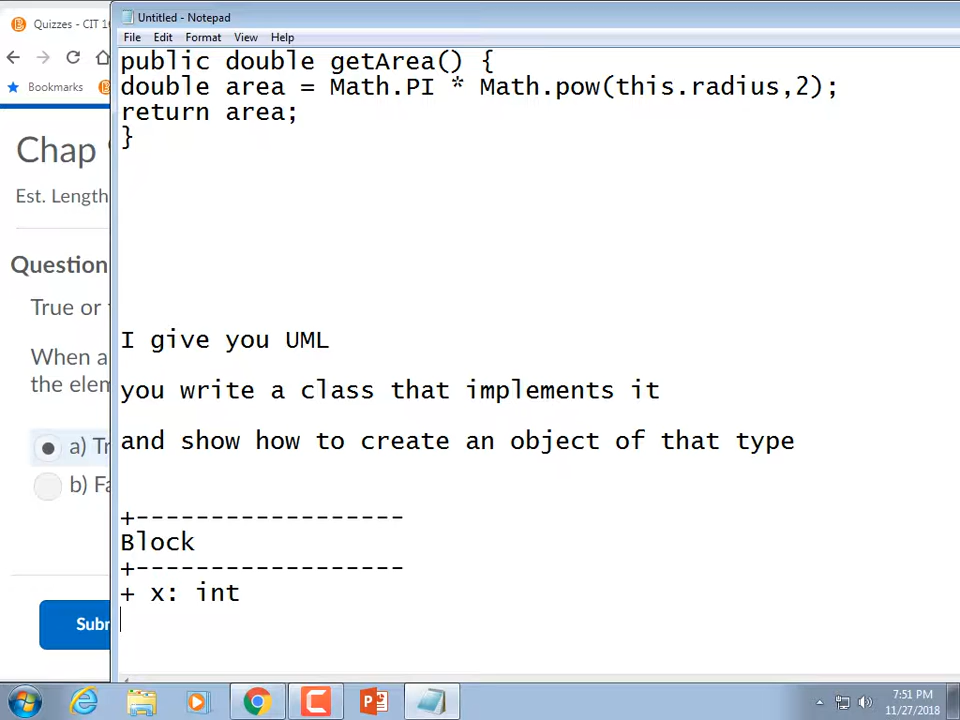 Quizzes - CIT 1
Untitled - Notepad
File Edit Format View Help
Bookmarks
public double getArea() {
double area = Math.PI * Math.pow(this.radius,2);
return area;
}
Chap
Est. Length
Question
True or
I give you UML
When a
the elem
you write a class that implements it
and show how to create an object of that type
a) Tr
b) Fa
+------------------
Block
+------------------
+ x: int
Subm
7:51 PM
11/27/2018